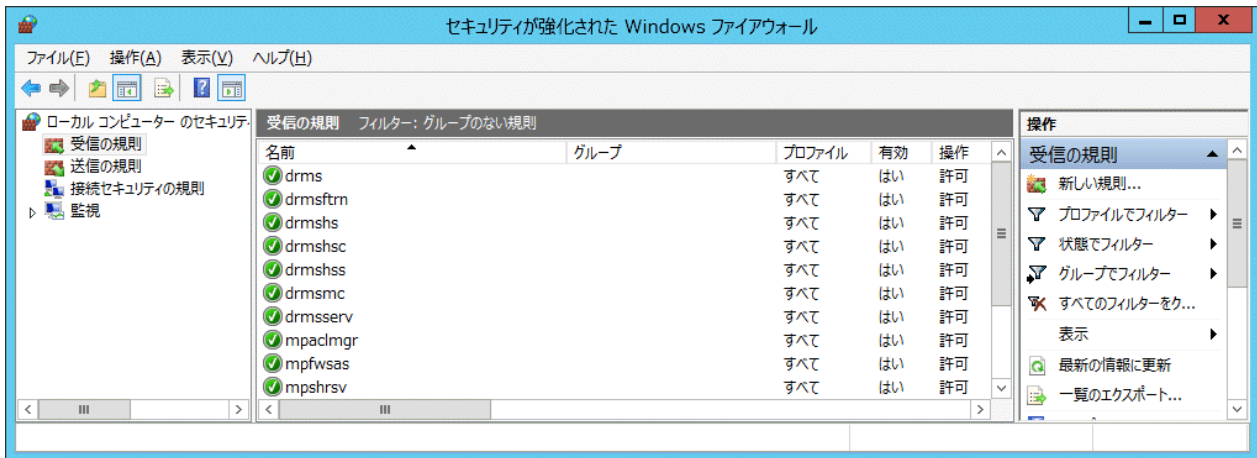 セキュリティが強化された Windows ファイアウォール
ファイル(F) 操作(A) 表示(V) ヘルプ(H)
ローカル コンピューター のセキュリテ
受信の規則
送信の規則
接続セキュリティの規則
監視
受信の規則 フィルター: グループのない規則
名前 グループ プロファイル 有効 操作
drms すべて はい 許可
drmsftrn すべて はい 許可
drmshs すべて はい 許可
drmshsc すべて はい 許可
drmshss すべて はい 許可
drmsmc すべて はい 許可
drmsserv すべて はい 許可
mpaclmgr すべて はい 許可
mpfwsas すべて はい 許可
mpshrsv すべて はい 許可
操作
受信の規則
新しい規則...
プロファイルでフィルター
状態でフィルター
グループでフィルター
すべてのフィルターをク...
表示
最新の情報に更新
一覧のエクスポート...